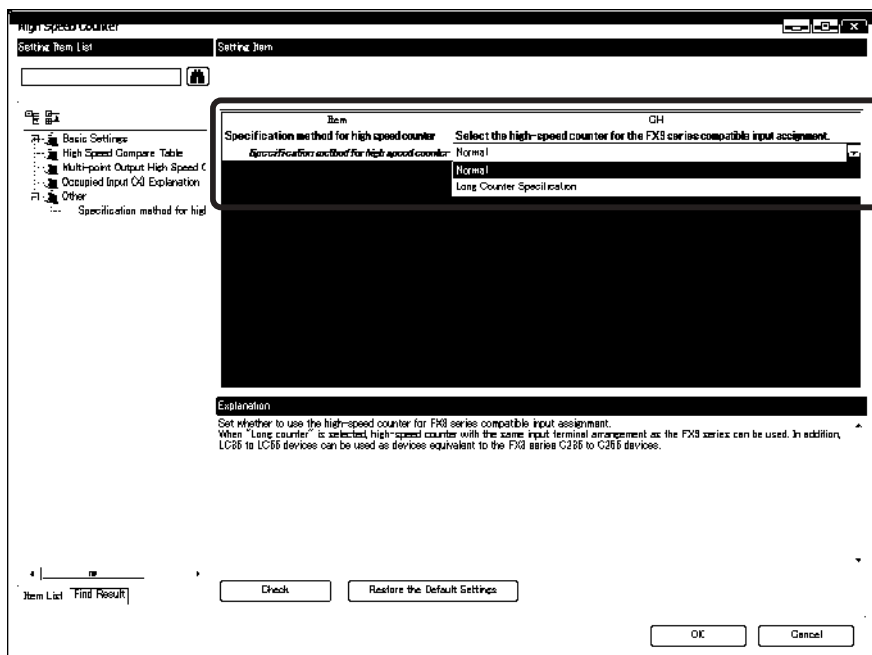 High Speed Counter
Setting Item List
Setting Item
Item
CH
Basic Settings
High Speed Compare Table
Multi-point Output High Speed C
Occupied Input (X) Explanation
Other
Specification method for higl
Specification method for high speed counter
Select the high-speed counter for the FX3 series compatible input assignment.
Specification method for high speed counter
Normal
Normal
Long Counter Specification
Explanation
Set whether to use the high-speed counter for FX3 series compatible input assignment.
When "Long counter" is selected, high-speed counter with the same input terminal arrangement as the FX3 series can be used. In addition,
LC35 to LC55 devices can be used as devices equivalent to the FX3 series C235 to C255 devices.
Item List
Find Result
Check
Restore the Default Settings
OK
Cancel